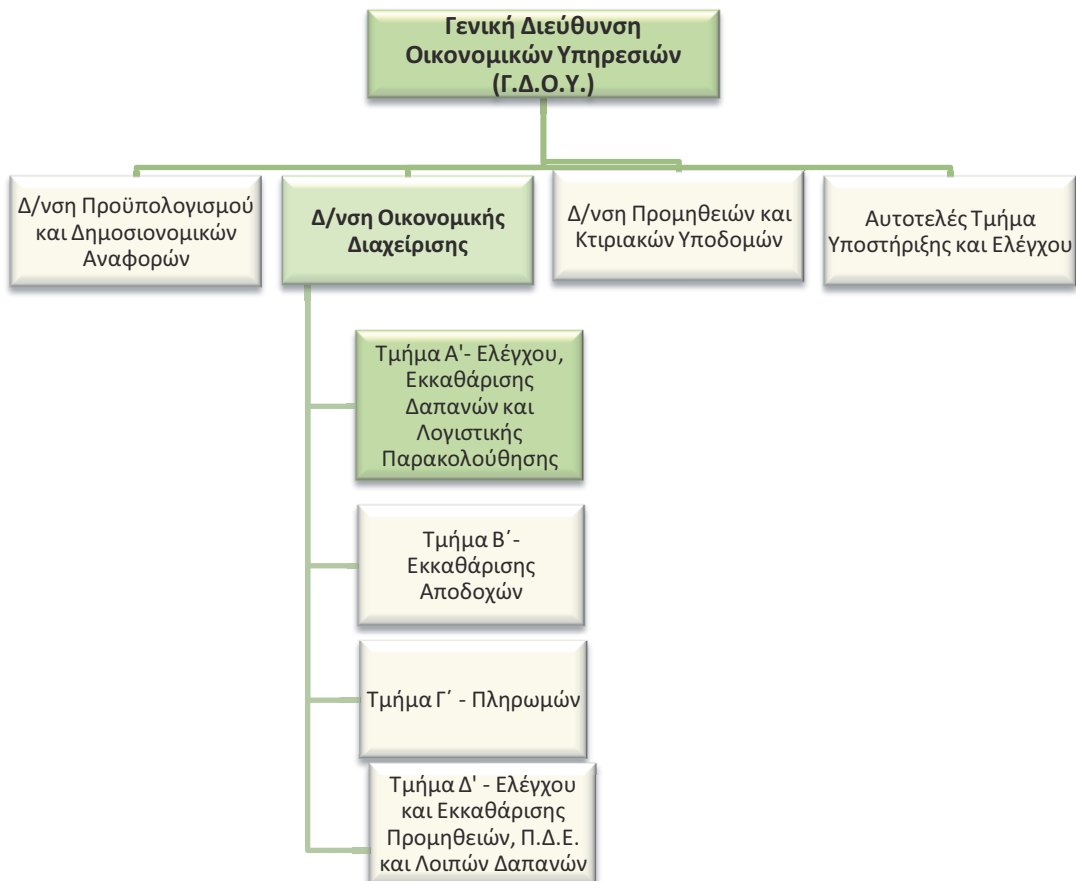 Γενική Διεύθυνση
Οικονομικών Υπηρεσιών
(Γ.Δ.Ο.Υ.)
Δ/νση Προϋπολογισμού
και Δημοσιονομικών
Αναφορών
Δ/νση Οικονομικής
Διαχείρισης
Δ/νση Προμηθειών και
Κτιριακών Υποδομών
Αυτοτελές Τμήμα
Υποστήριξης και Ελέγχου
Τμήμα Α'- Ελέγχου,
Εκκαθάρισης
Δαπανών και
Λογιστικής
Παρακολούθησης
Τμήμα Β΄-
Εκκαθάρισης
Αποδοχών
Τμήμα Γ΄ - Πληρωμών
Τμήμα Δ' - Ελέγχου
και Εκκαθάρισης
Προμηθειών, Π.Δ.Ε.
και Λοιπών Δαπανών